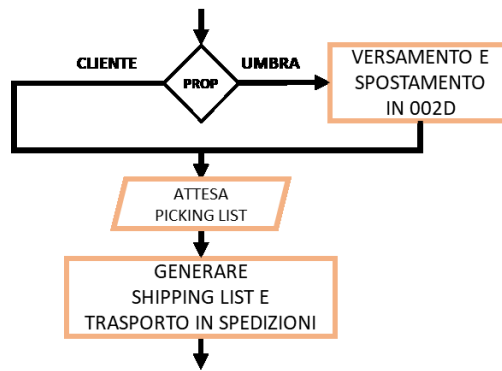 CLIENTE
PROP
UMBRA
VERSAMENTO E
SPOSTAMENTO
IN 002D
ATTESA
PICKING LIST
GENERARE
SHIPPING LIST E
TRASPORTO IN SPEDIZIONI